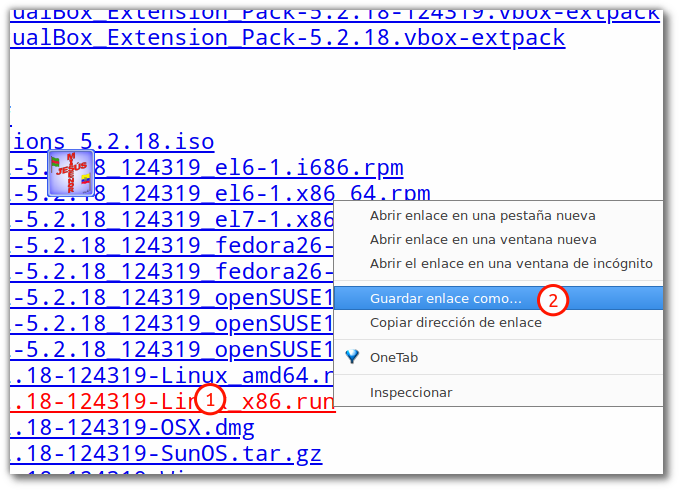 ualBox_Extension_Pack-5.2.18-124319.vbox-extpack
ualBox_Extension_Pack-5.2.18.vbox-extpack
ions_5.2.18.iso
-5.2.18_124319_el6-1.i686.rpm
-5.2.18_124319_el6-1.x86_64.rpm
-5.2.18_124319_el7-1.x86
-5.2.18_124319_fedora26-
-5.2.18_124319_fedora26-
-5.2.18_124319_openSUSE1
-5.2.18_124319_openSUSE1
-5.2.18_124319_openSUSE1
.18-124319-Linux_amd64.r
.18-124319-Linux_x86.run
.18-124319-OSX.dmg
.18-124319-SunOS.tar.gz
JESÚS
Abrir enlace en una pestaña nueva
Abrir enlace en una ventana nueva
Abrir el enlace en una ventana de incógnito
Guardar enlace como...
Copiar dirección de enlace
OneTab
Inspeccionar
1
2